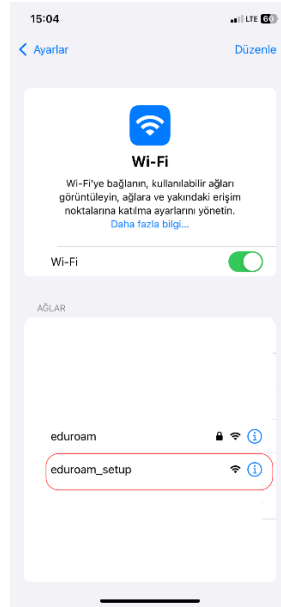 15:04
LTE 60
Ayarlar
Düzenle
Wi-Fi
Wi-Fi'ye bağlanın, kullanılabilir ağları
görüntüleyin, ağlara ve yakındaki erişim
noktalarına katılma ayarlarını yönetin.
Daha fazla bilgi...
Wi-Fi
AĞLAR
eduroam
eduroam_setup